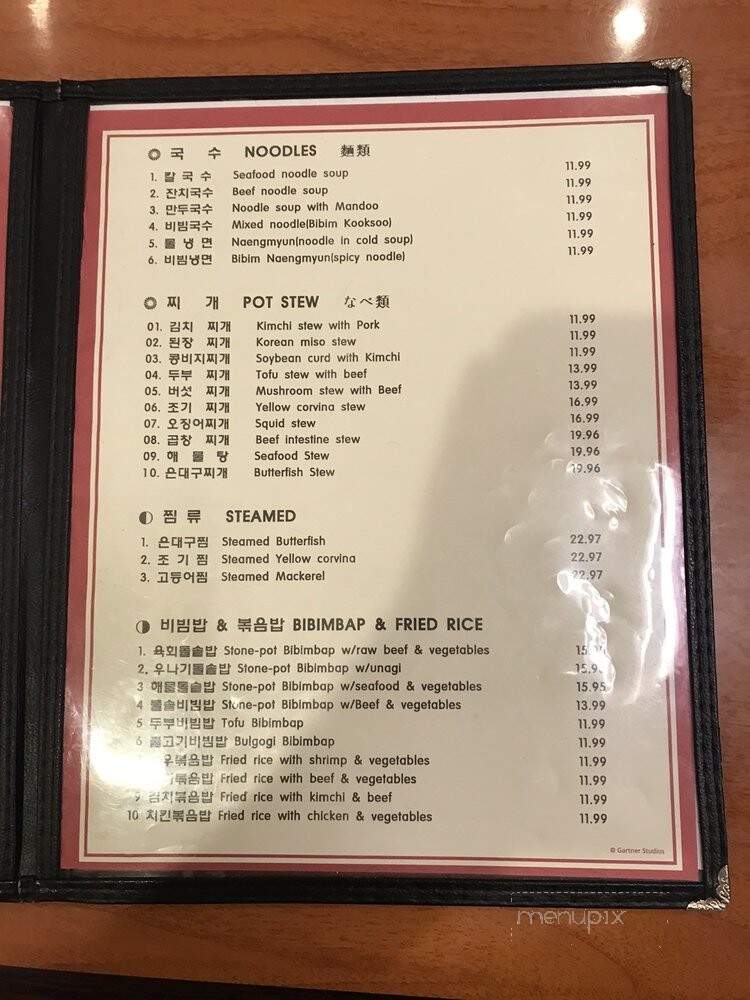 국 수 NOODLES 麵類
1. 칼 국 수 Seafood noodle soup 11.99
2. 잔치국수 Beef noodle soup 11.99
3. 만두국수 Noodle soup with Mandoo 11.99
4. 비빔국수 Mixed noodle(Bibim Kooksoo) 11.99
5. 물 냉 면 Naengmyun(noodle in cold soup) 11.99
6. 비빔냉면 Bibim Naengmyun(spicy noodle) 11.99
찌 개 POT STEW なべ類
01. 김치 찌개 Kimchi stew with Pork 11.99
02. 된장 찌개 Korean miso stew 11.99
03. 콩비지찌개 Soybean curd with Kimchi 11.99
04. 두부 찌개 Tofu stew with beef 13.99
05. 버섯 찌개 Mushroom stew with Beef 13.99
06. 조기 찌개 Yellow corvina stew 16.99
07. 오징어찌개 Squid stew 16.99
08. 곱창 찌개 Beef intestine stew 19.96
09. 해 물 탕 Seafood Stew 19.96
10. 은대구찌개 Butterfish Stew 19.96
찜 류 STEAMED
1. 은대구찜 Steamed Butterfish 22.97
2. 조 기 찜 Steamed Yellow corvina 22.97
3. 고등어찜 Steamed Mackerel 22.97
비빔밥 & 볶음밥 BIBIMBAP & FRIED RICE
1. 육회돌솥밥 Stone-pot Bibimbap w/raw beef & vegetables
2. 우나기돌솥밥 Stone-pot Bibimbap w/unagi
3 해물돌솥밥 Stone-pot Bibimbap w/seafood & vegetables 15.95
4 돌솥비빔밥 Stone-pot Bibimbap w/Beef & vegetables 13.99
5 두부비빔밥 Tofu Bibimbap 11.99
6 불고기비빔밥 Bulgogi Bibimbap 11.99
Fried rice with shrimp & vegetables 11.99
Fried rice with beef & vegetables 11.99
9 김치볶음밥 Fried rice with kimchi & beef 11.99
10 치킨볶음밥 Fried rice with chicken & vegetables 11.99
© Gartner Studios
menupix